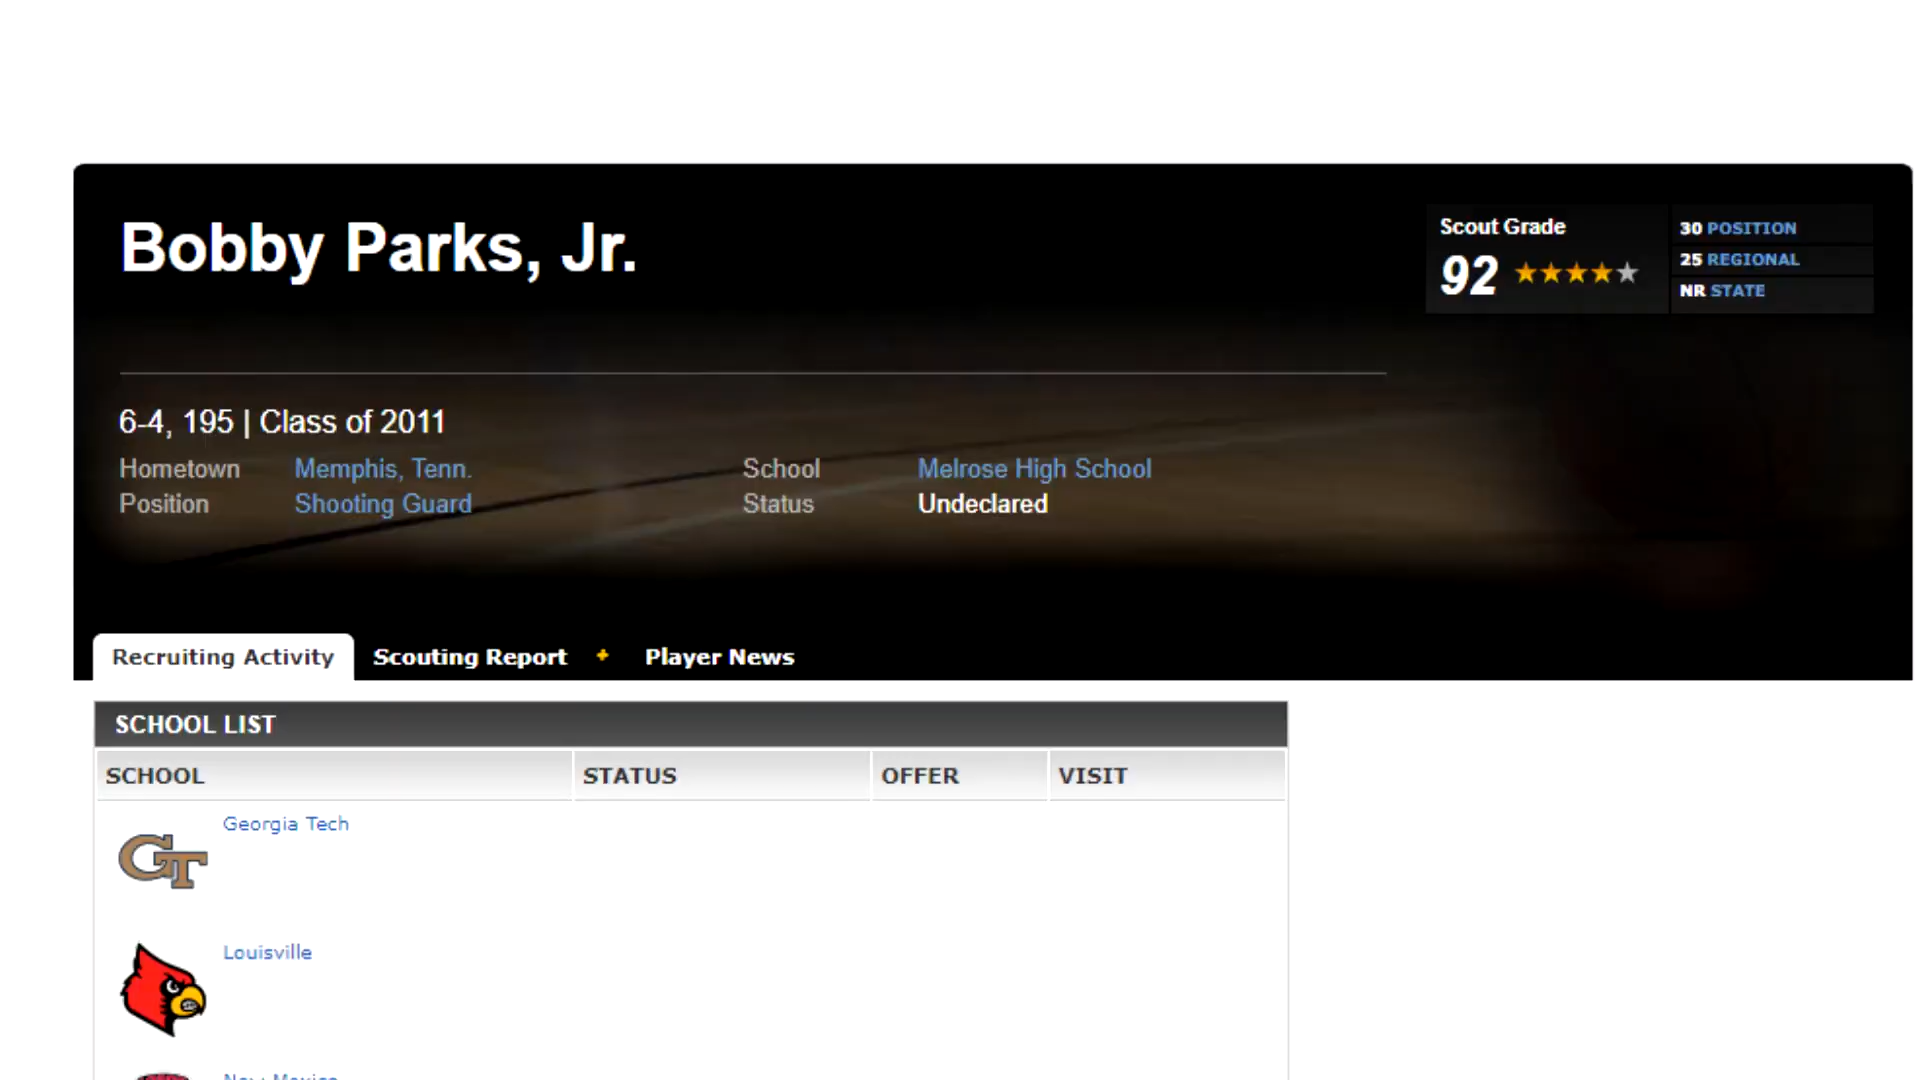 Bobby Parks, Jr.
Scout Grade
92
30 POSITION
25 REGIONAL
NR STATE
6-4, 195 | Class of 2011
Hometown Memphis, Tenn. School Melrose High School
Position Shooting Guard Status Undeclared
Recruiting Activity Scouting Report + Player News
SCHOOL LIST
SCHOOL STATUS OFFER VISIT
Georgia Tech
GT
Louisville
New Mexico